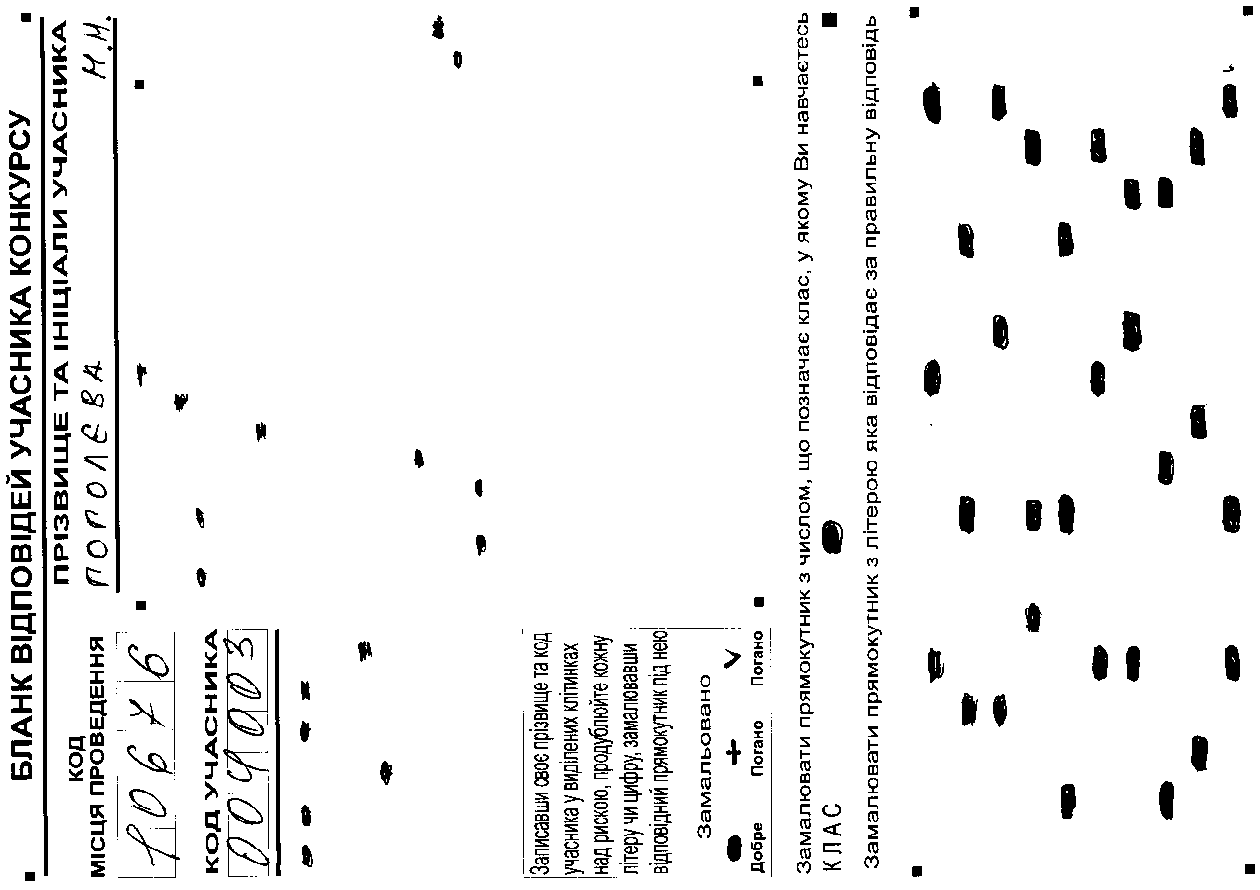 БЛАНК ВІДПОВІДЕЙ УЧАСНИКА КОНКУРСУ
ПРІЗВИЩЕ ТА ІНІЦІАЛИ УЧАСНИКА
ПОПОЛЄВА М.М.
КОД
МІСЦЯ ПРОВЕДЕННЯ
10676
КОД УЧАСНИКА
004003
Записавши своє прізвище та код
учасника у виділених клітинках
над рискою, продублюйте кожну
літеру чи цифру, замалювавши
відповідний прямокутник під нею
Замальовано
Добре Погано Погано
Замалювати прямокутник з числом, що позначає клас, у якому Ви навчаєтесь
КЛАС
Замалювати прямокутник з літерою яка відповідає за правильну відповідь